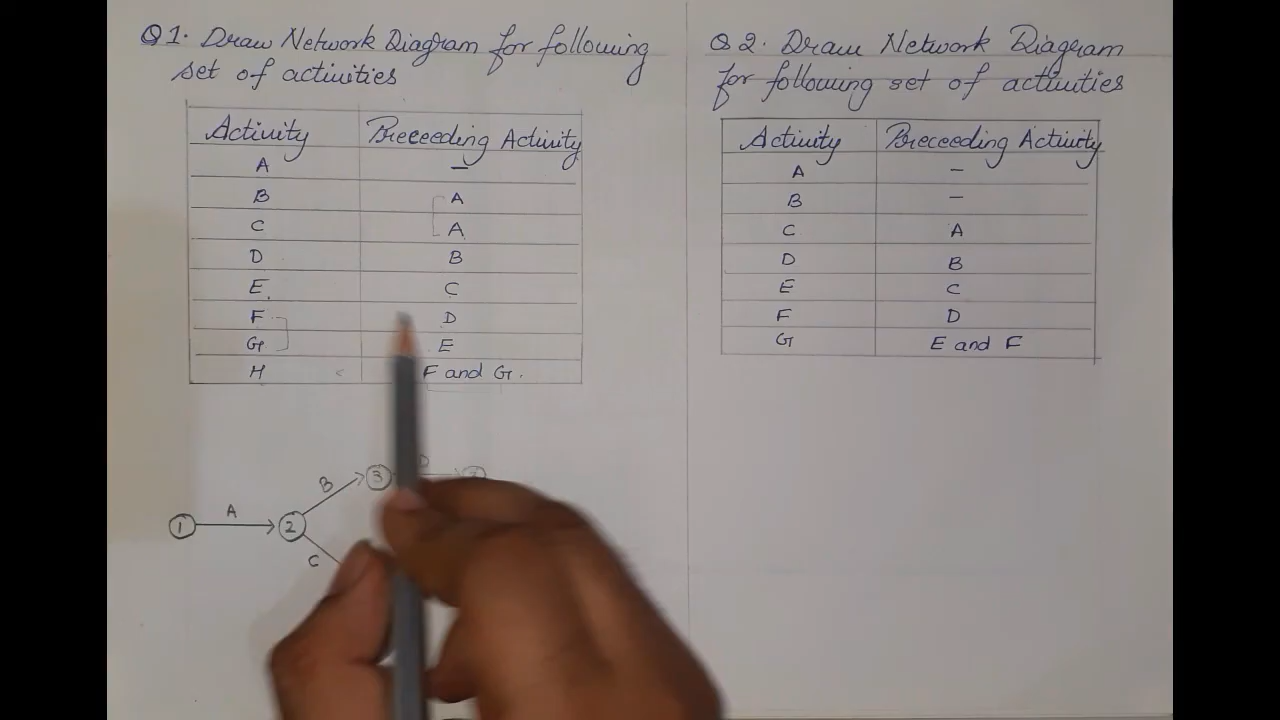 Q1. Draw Network Diagram for following
set of activities
Activity Preceeding Activity
A –
B A
C A
D B
E C
F D
G E
H F and G.
1 A 2 B 3 D
C
Q2. Draw Network Diagram
for following set of activities
Activity Preceeding Activity
A –
B –
C A
D B
E C
F D
G E and F